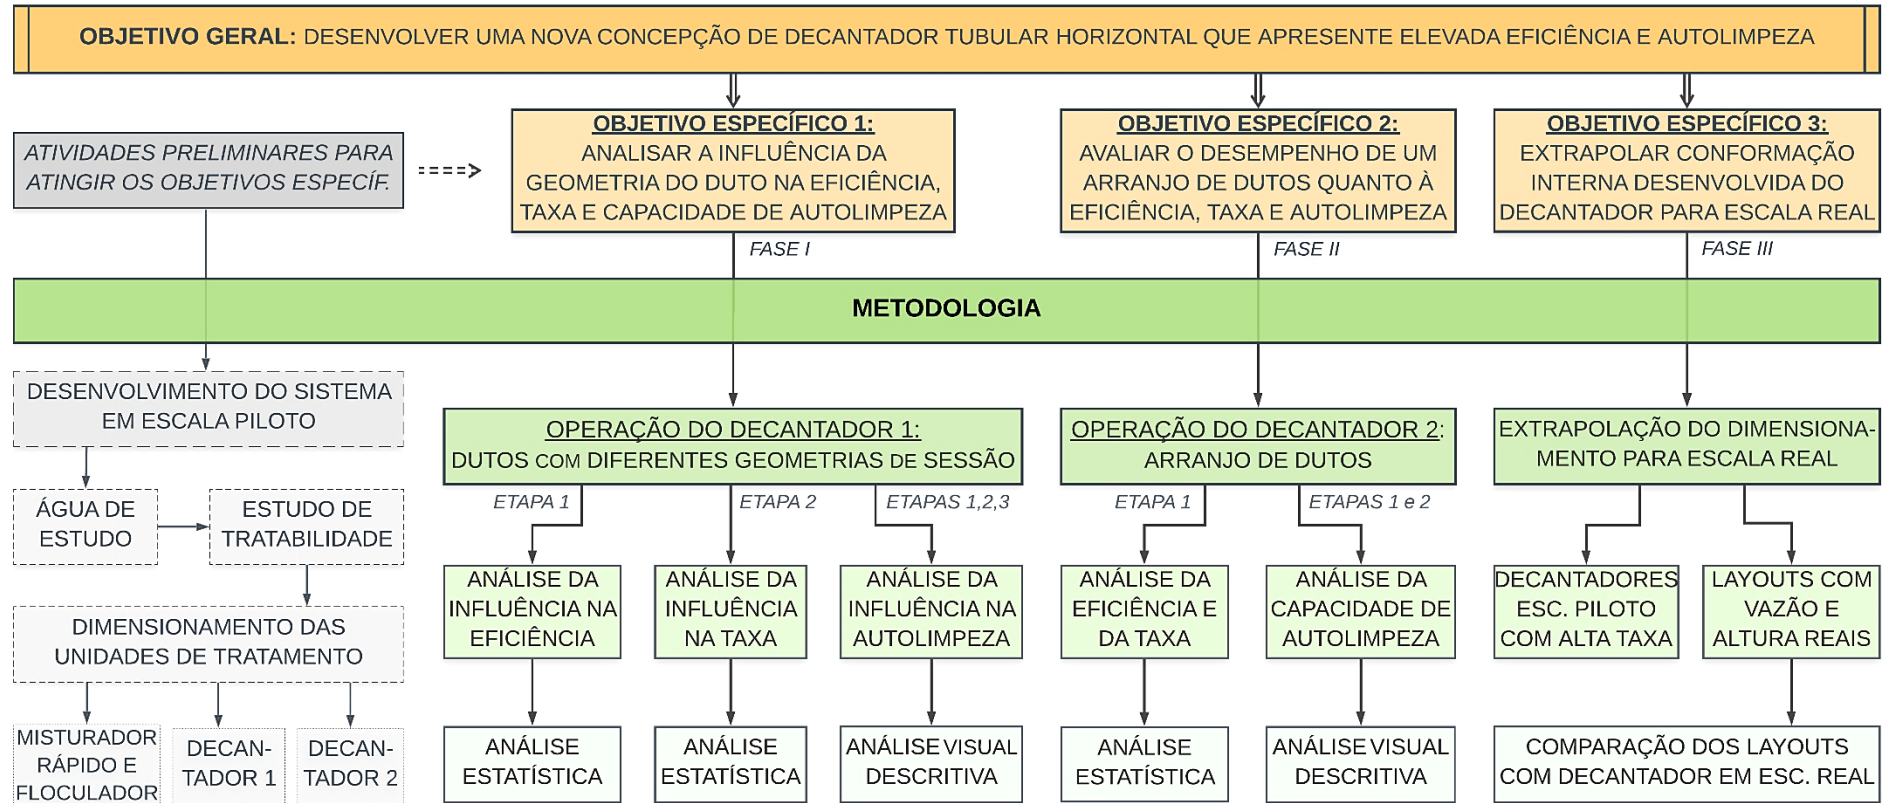 OBJETIVO GERAL: DESENVOLVER UMA NOVA CONCEPÇÃO DE DECANTADOR TUBULAR HORIZONTAL QUE APRESENTE ELEVADA EFICIÊNCIA E AUTOLIMPEZA
ATIVIDADES PRELIMINARES PARA
ATINGIR OS OBJETIVOS ESPECÍF.
OBJETIVO ESPECÍFICO 1:
ANALISAR A INFLUÊNCIA DA
GEOMETRIA DO DUTO NA EFICIÊNCIA,
TAXA E CAPACIDADE DE AUTOLIMPEZA
OBJETIVO ESPECÍFICO 2:
AVALIAR O DESEMPENHO DE UM
ARRANJO DE DUTOS QUANTO À
EFICIÊNCIA, TAXA E AUTOLIMPEZA
OBJETIVO ESPECÍFICO 3:
EXTRAPOLAR CONFORMAÇÃO
INTERNA DESENVOLVIDA DO
DECANTADOR PARA ESCALA REAL
FASE I
FASE II
FASE III
METODOLOGIA
DESENVOLVIMENTO DO SISTEMA
EM ESCALA PILOTO
ÁGUA DE
ESTUDO
ESTUDO DE
TRATABILIDADE
DIMENSIONAMENTO DAS
UNIDADES DE TRATAMENTO
MISTURADOR
RÁPIDO E
FLOCULADOR
DECAN-
TADOR 1
DECAN-
TADOR 2
OPERAÇÃO DO DECANTADOR 1:
DUTOS COM DIFERENTES GEOMETRIAS DE SESSÃO
ETAPA 1
ETAPA 2
ETAPAS 1,2,3
ANÁLISE DA
INFLUÊNCIA NA
EFICIÊNCIA
ANÁLISE DA
INFLUÊNCIA
NA TAXA
ANÁLISE DA
INFLUÊNCIA NA
AUTOLIMPEZA
ANÁLISE
ESTATÍSTICA
ANÁLISE
ESTATÍSTICA
ANÁLISE VISUAL
DESCRITIVA
OPERAÇÃO DO DECANTADOR 2:
ARRANJO DE DUTOS
ETAPA 1
ETAPAS 1 e 2
ANÁLISE DA
EFICIÊNCIA E
DA TAXA
ANÁLISE DA
CAPACIDADE DE
AUTOLIMPEZA
ANÁLISE
ESTATÍSTICA
ANÁLISE VISUAL
DESCRITIVA
EXTRAPOLAÇÃO DO DIMENSIONA-
MENTO PARA ESCALA REAL
DECANTADORES
ESC. PILOTO
COM ALTA TAXA
LAYOUTS COM
VAZÃO E
ALTURA REAIS
COMPARAÇÃO DOS LAYOUTS
COM DECANTADOR EM ESC. REAL